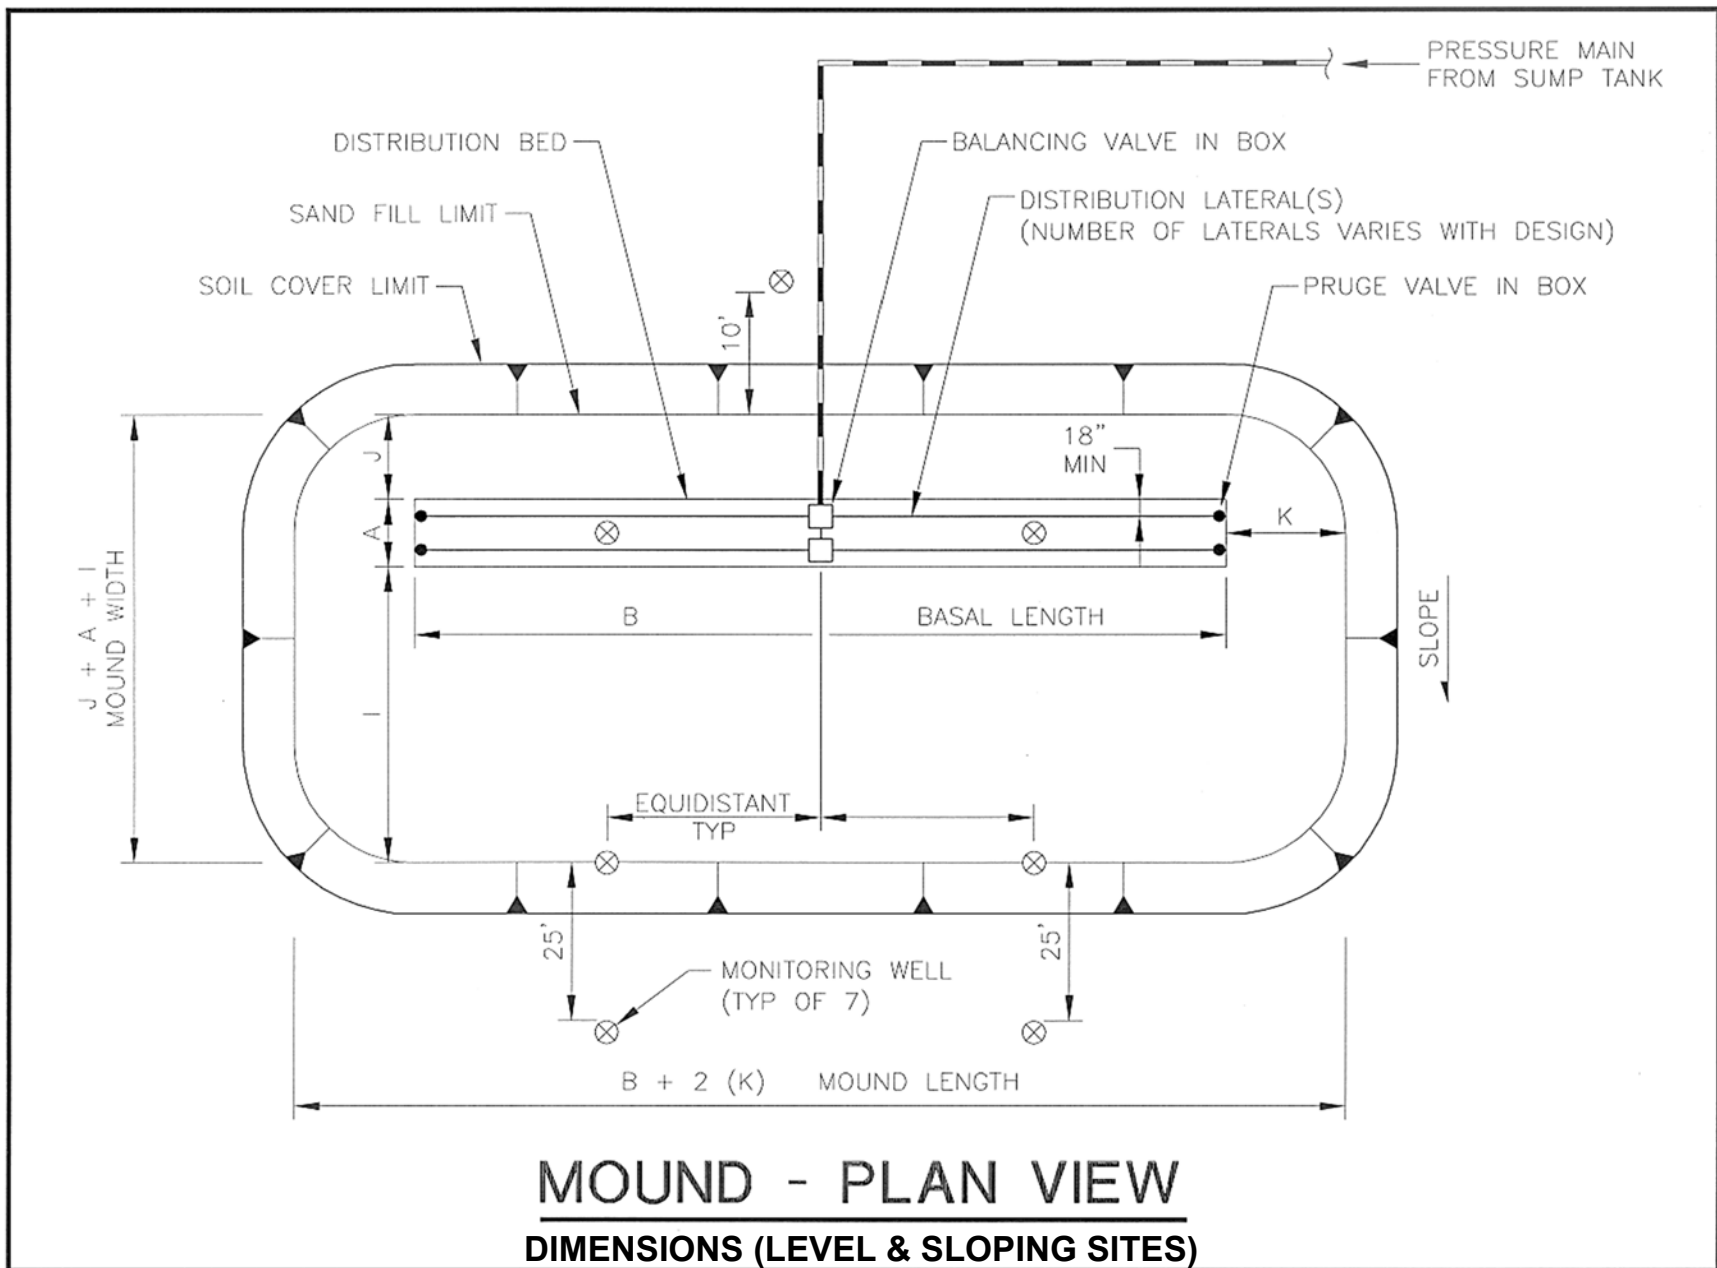 PRESSURE MAIN
FROM SUMP TANK
DISTRIBUTION BED
BALANCING VALVE IN BOX
SAND FILL LIMIT
DISTRIBUTION LATERAL(S)
(NUMBER OF LATERALS VARIES WITH DESIGN)
SOIL COVER LIMIT
PRUGE VALVE IN BOX
10'
18"
MIN
J
A
K
J + A + I
MOUND WIDTH
B
BASAL LENGTH
SLOPE
I
EQUIDISTANT
TYP
25'
25'
MONITORING WELL
(TYP OF 7)
B + 2 (K) MOUND LENGTH
MOUND - PLAN VIEW
DIMENSIONS (LEVEL & SLOPING SITES)